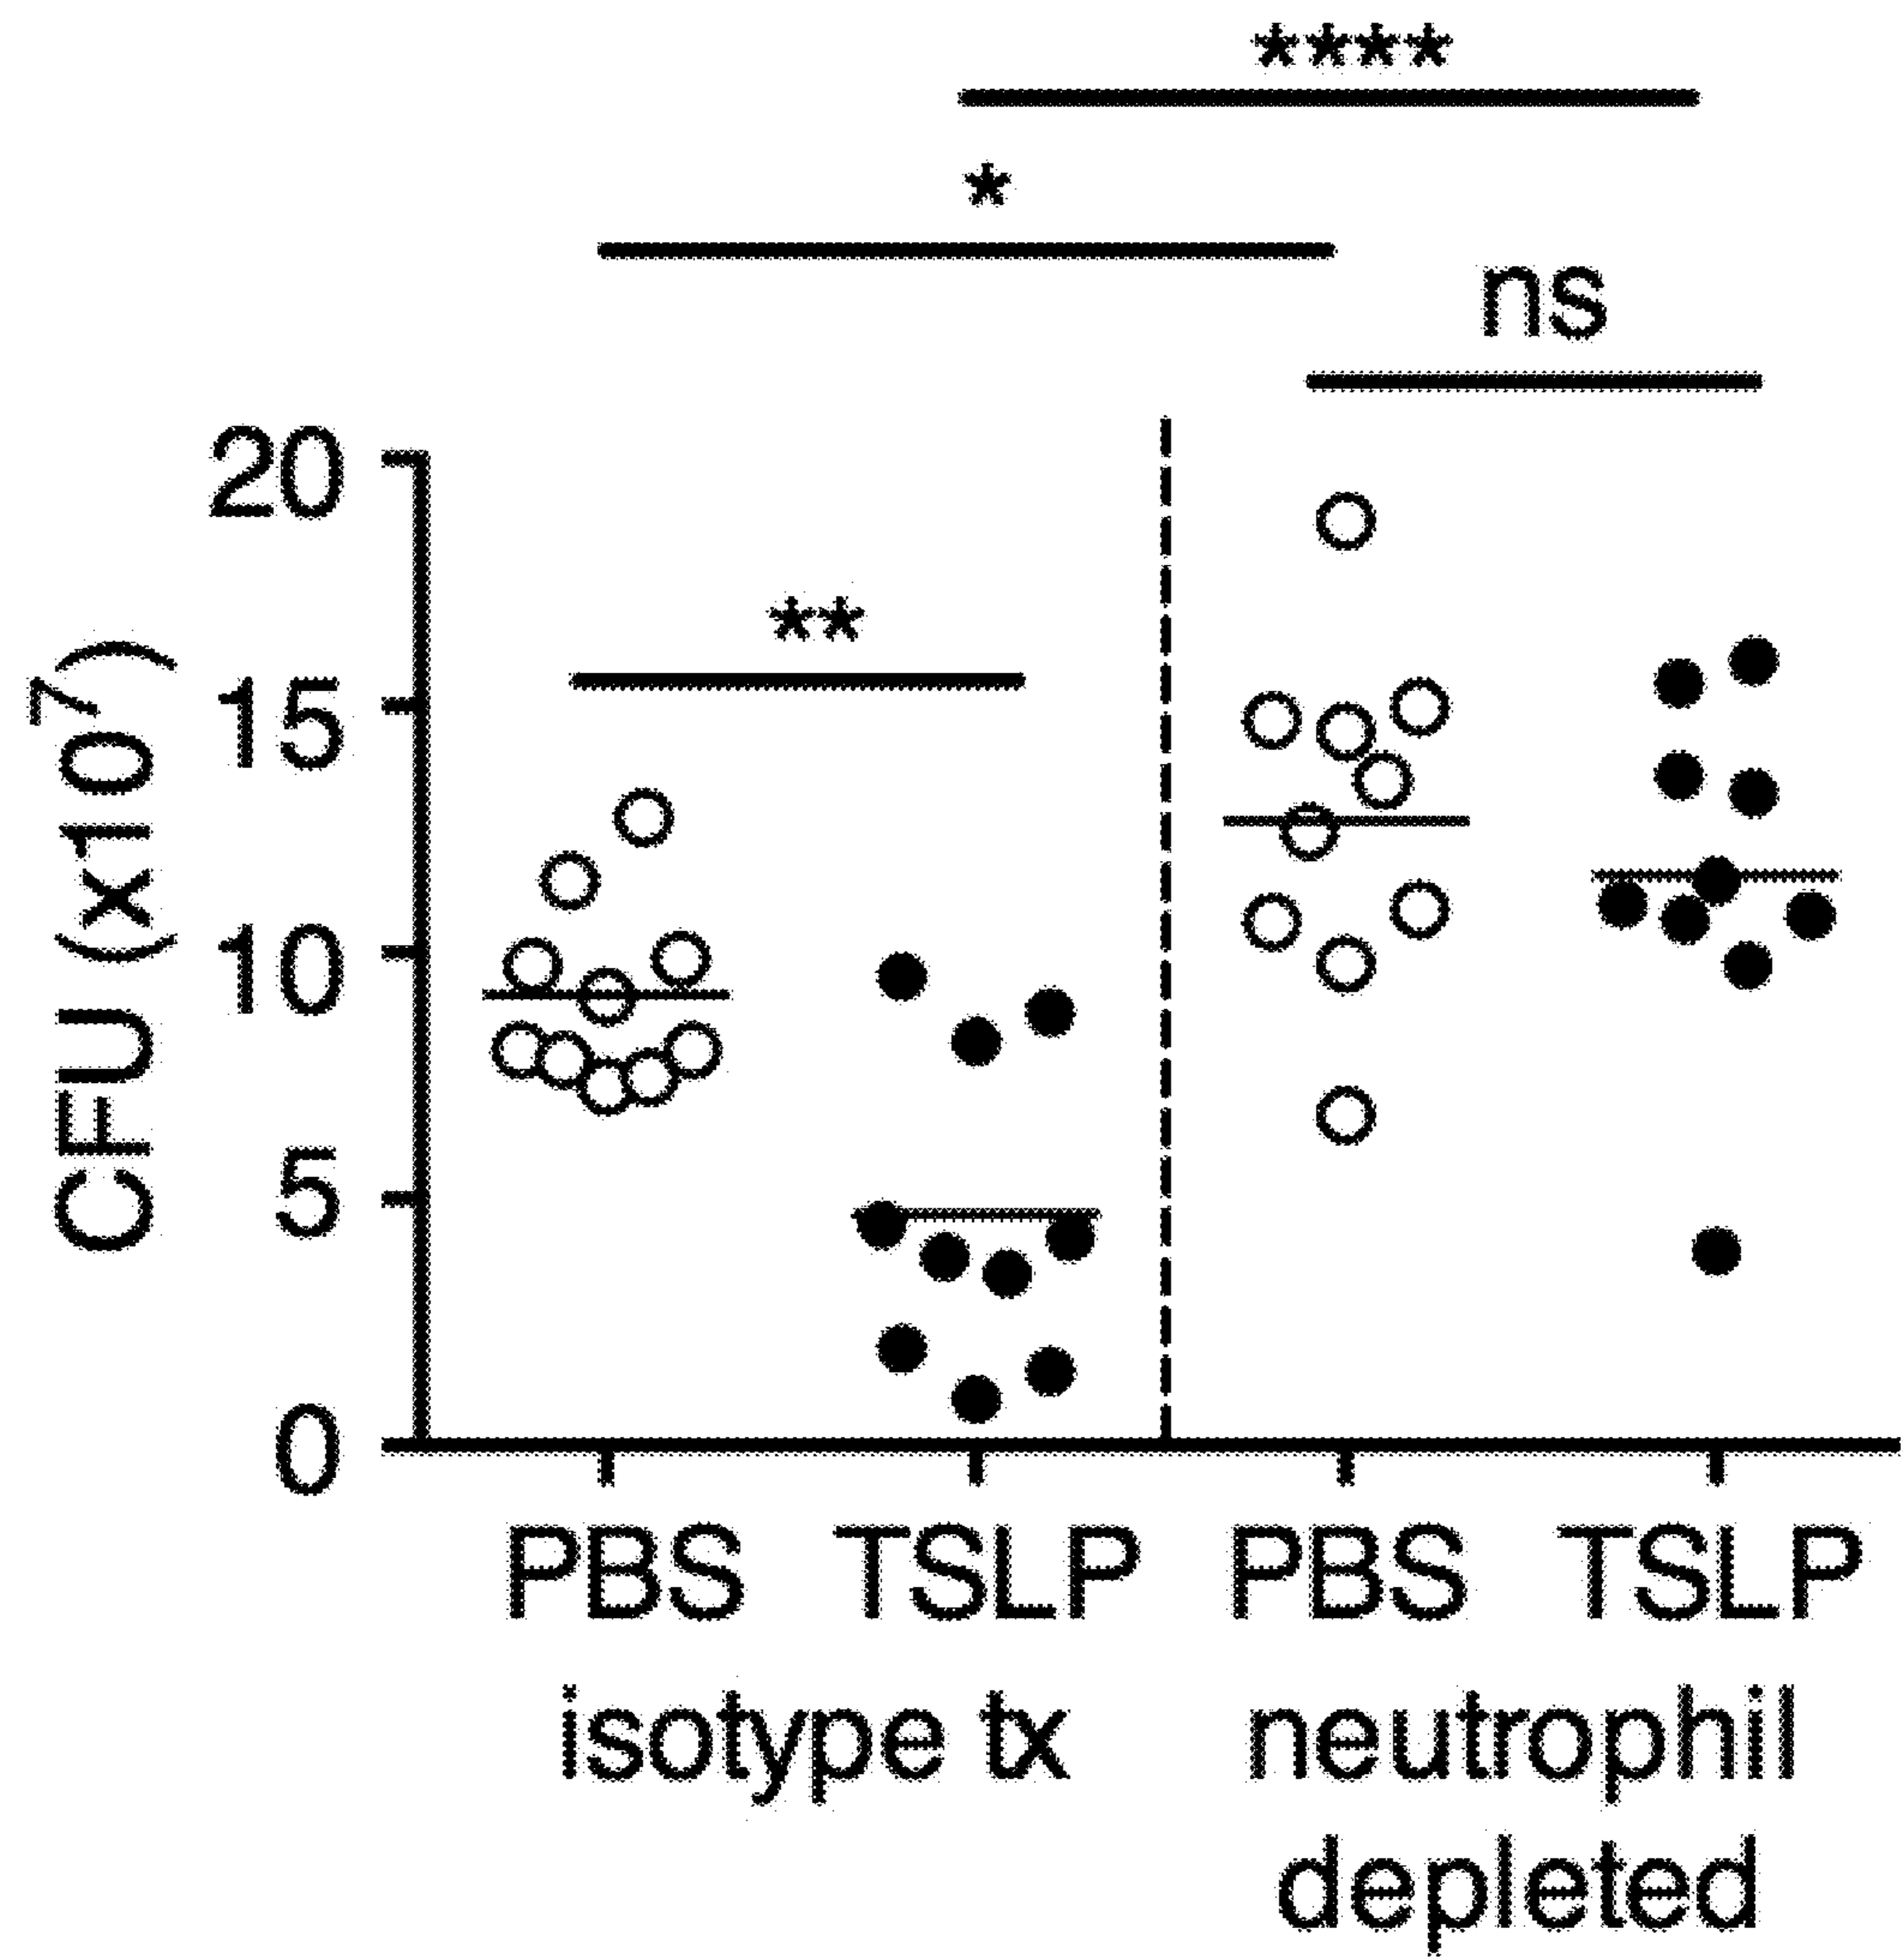 ****
*
ns
**
20
15
10
5
0
CFU (x10⁷)
PBS TSLP PBS TSLP
isotype tx neutrophil
depleted